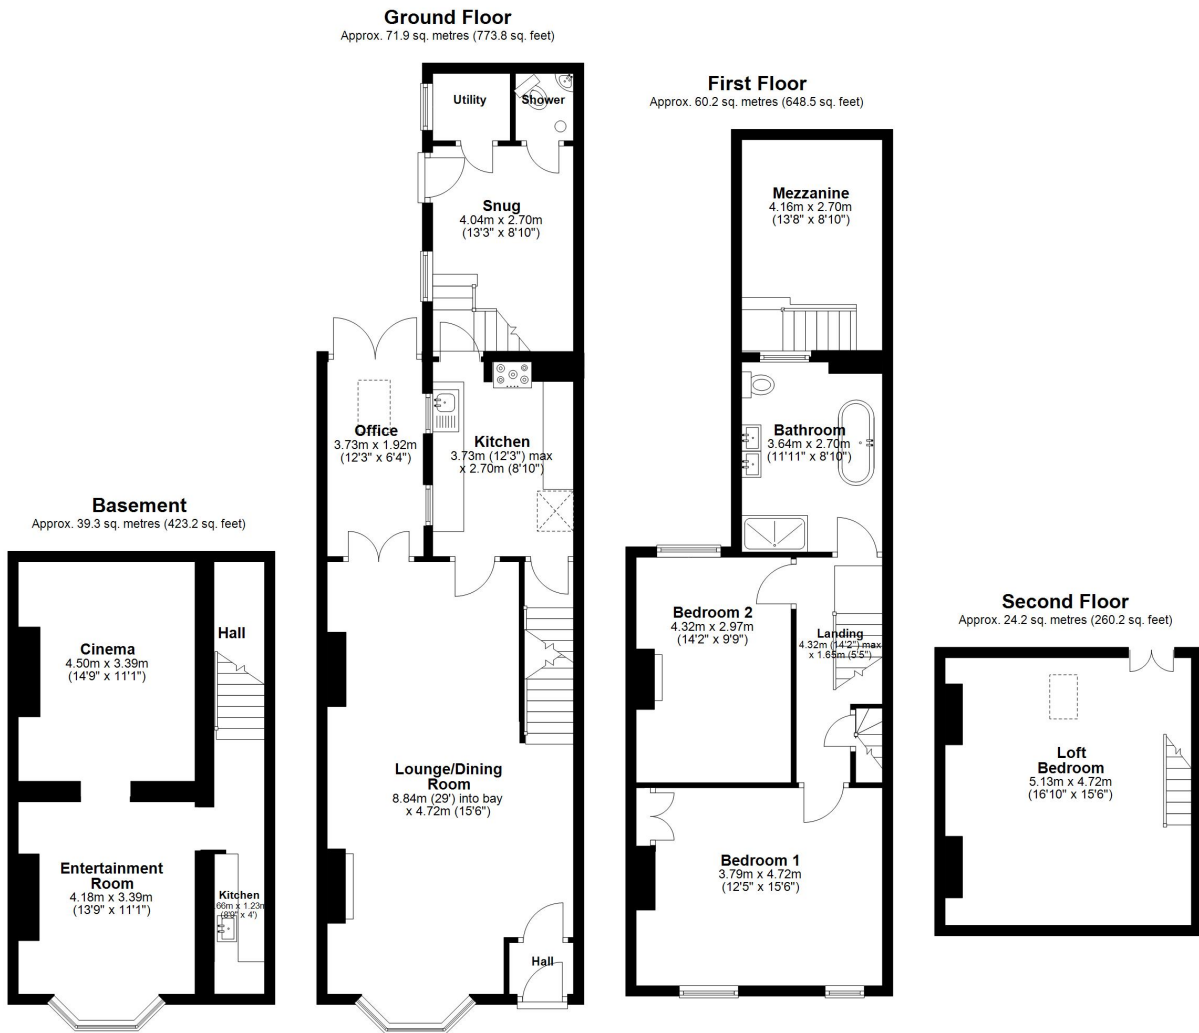 Ground Floor
Approx. 71.9 sq. metres (773.8 sq. feet)
Utility
Shower
Snug
4.04m x 2.70m
(13'3" x 8'10")
Office
3.73m x 1.92m
(12'3" x 6'4")
Kitchen
3.73m (12'3") max
x 2.70m (8'10")
Lounge/Dining
Room
8.84m (29') into bay
x 4.72m (15'6")
Hall
First Floor
Approx. 60.2 sq. metres (648.5 sq. feet)
Mezzanine
4.16m x 2.70m
(13'8" x 8'10")
Bathroom
3.64m x 2.70m
(11'11" x 8'10")
Bedroom 2
4.32m x 2.97m
(14'2" x 9'9")
Landing
4.32m (14'2") max
x 1.65m (5'5")
Bedroom 1
3.79m x 4.72m
(12'5" x 15'6")
Basement
Approx. 39.3 sq. metres (423.2 sq. feet)
Hall
Cinema
4.50m x 3.39m
(14'9" x 11'1")
Entertainment
Room
4.18m x 3.39m
(13'9" x 11'1")
Kitchen
66m x 1.23m
(8'9" x 4')
Second Floor
Approx. 24.2 sq. metres (260.2 sq. feet)
Loft
Bedroom
5.13m x 4.72m
(16'10" x 15'6")